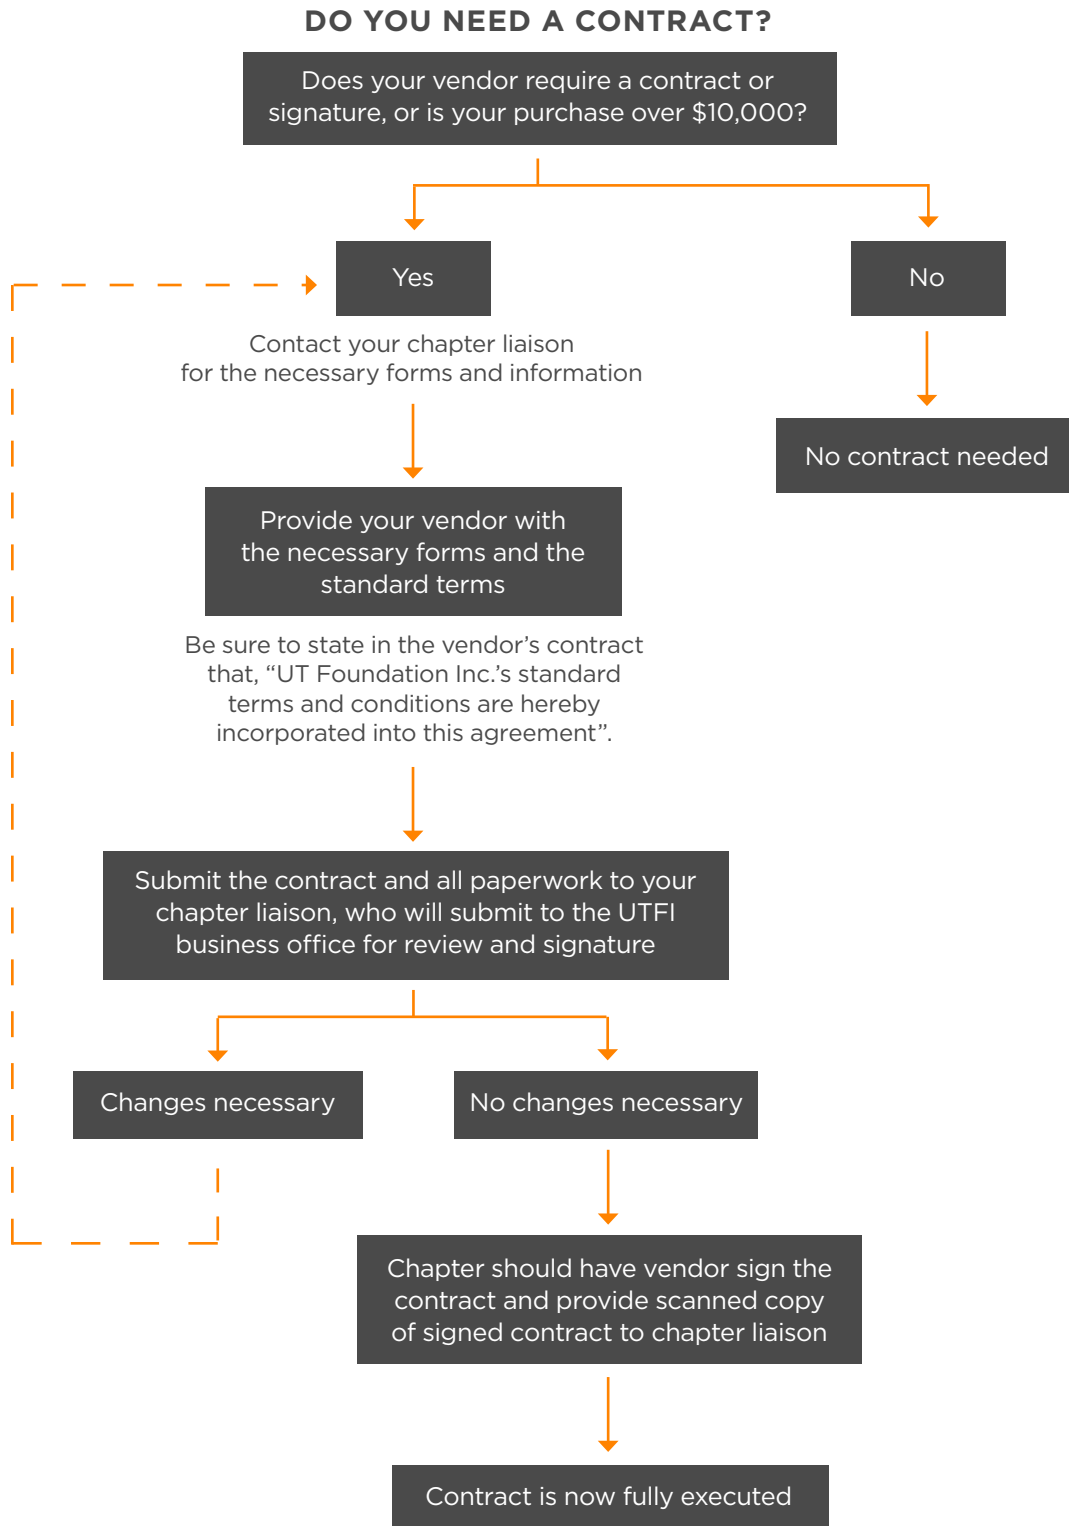 DO YOU NEED A CONTRACT?
Does your vendor require a contract or
signature, or is your purchase over $10,000?
Yes
No
Contact your chapter liaison
for the necessary forms and information
No contract needed
Provide your vendor with
the necessary forms and the
standard terms
Be sure to state in the vendor’s contract
that, “UT Foundation Inc.’s standard
terms and conditions are hereby
incorporated into this agreement”.
Submit the contract and all paperwork to your
chapter liaison, who will submit to the UTFI
business office for review and signature
Changes necessary
No changes necessary
Chapter should have vendor sign the
contract and provide scanned copy
of signed contract to chapter liaison
Contract is now fully executed